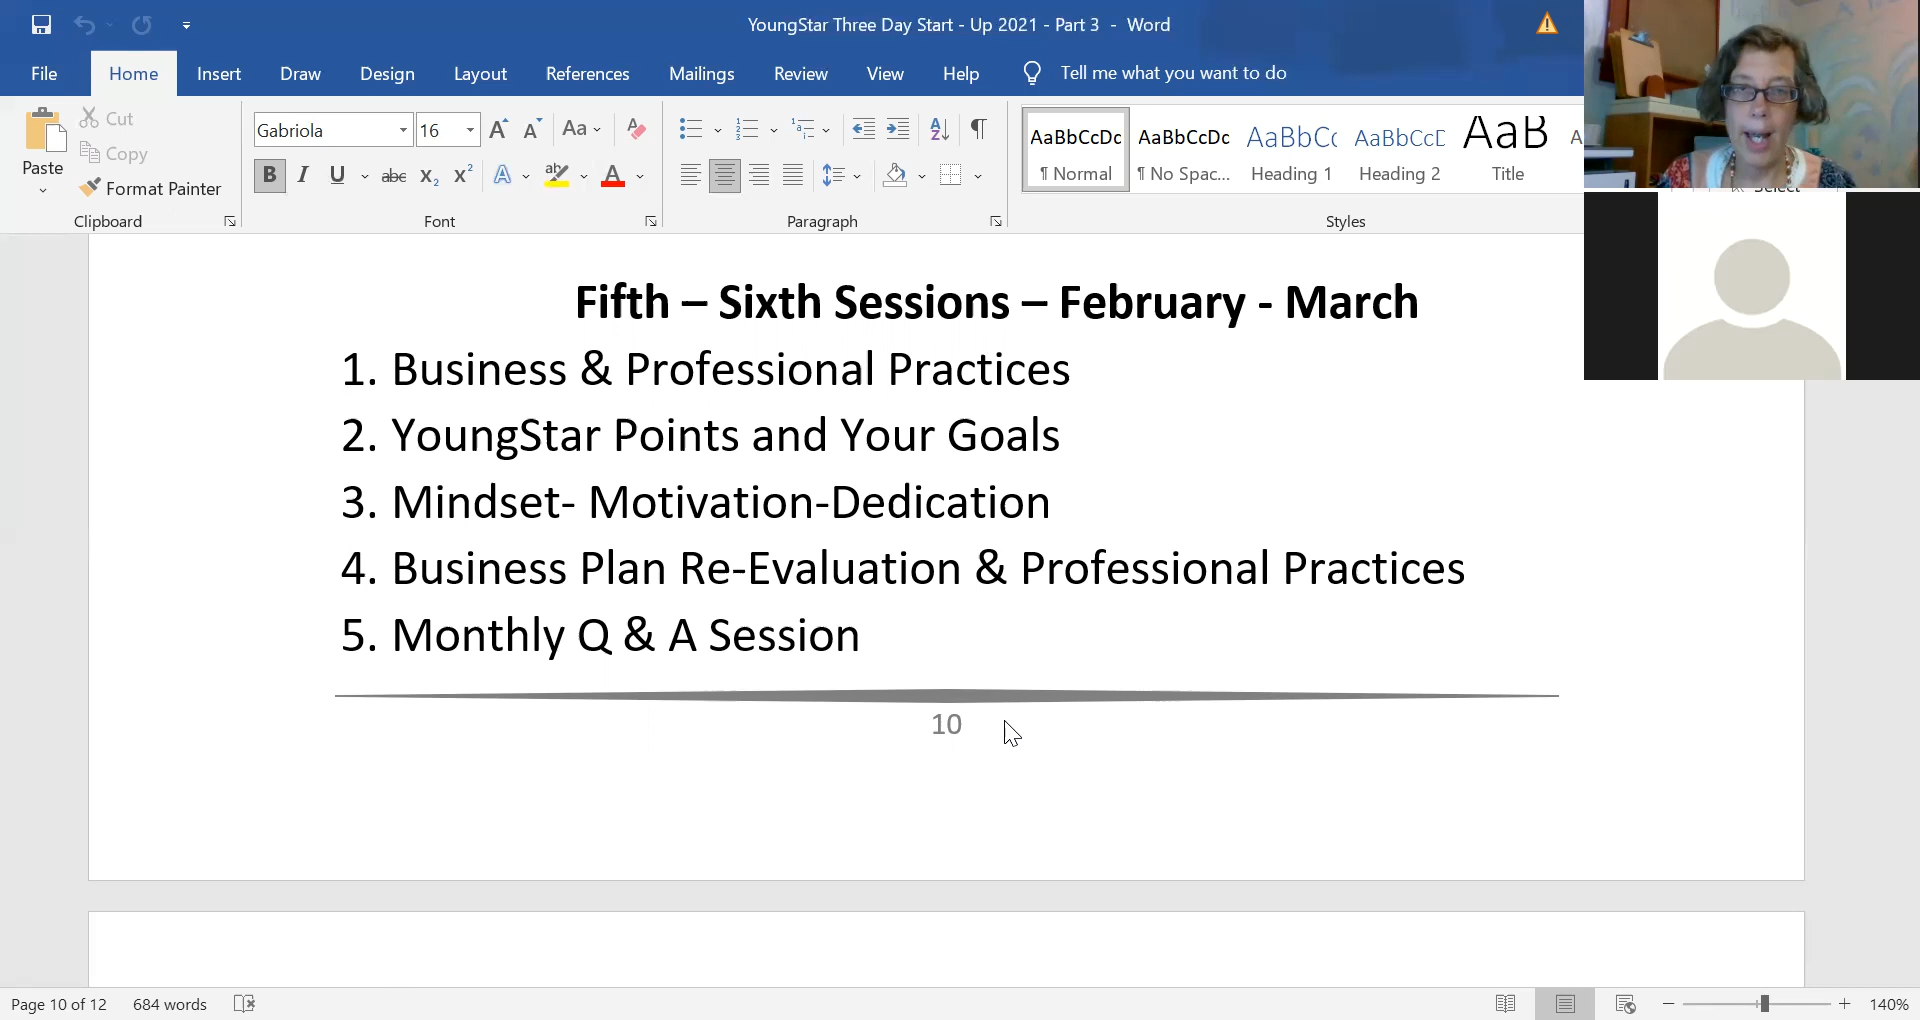 YoungStar Three Day Start - Up 2021 - Part 3 - Word
File Home Insert Draw Design Layout References Mailings Review View Help Tell me what you want to do
Paste
Cut
Copy
Format Painter
Clipboard
Gabriola 16
Font
Paragraph
AaBbCcDc AaBbCcDc AaBbCc AaBbCcD AaB
¶ Normal ¶ No Spac... Heading 1 Heading 2 Title
Styles
Select
Fifth – Sixth Sessions – February - March
1. Business & Professional Practices
2. YoungStar Points and Your Goals
3. Mindset- Motivation-Dedication
4. Business Plan Re-Evaluation & Professional Practices
5. Monthly Q & A Session
10
Page 10 of 12 684 words 140%